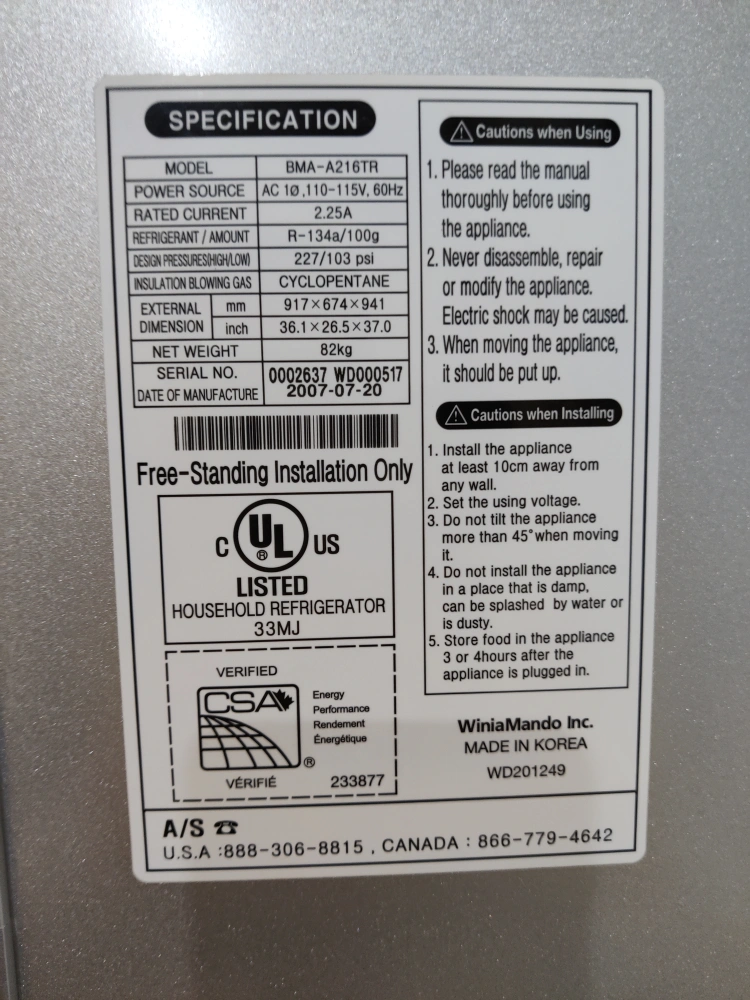 SPECIFICATION
MODEL BMA-A216TR
POWER SOURCE AC 1Ø,110-115V, 60Hz
RATED CURRENT 2.25A
REFRIGERANT / AMOUNT R-134a/100g
DESIGN PRESSURES(HIGH/LOW) 227/103 psi
INSULATION BLOWING GAS CYCLOPENTANE
EXTERNAL DIMENSION mm 917×674×941
inch 36.1×26.5×37.0
NET WEIGHT 82kg
SERIAL NO. 0002637 WD000517
DATE OF MANUFACTURE 2007-07-20
Free-Standing Installation Only
C UL ® US
LISTED
HOUSEHOLD REFRIGERATOR
33MJ
VERIFIED
CSA
Energy
Performance
Rendement
Énergétique
®
VÉRIFIÉ 233877
Cautions when Using
1. Please read the manual
thoroughly before using
the appliance.
2. Never disassemble, repair
or modify the appliance.
Electric shock may be caused.
3. When moving the appliance,
it should be put up.
Cautions when Installing
1. Install the appliance
at least 10cm away from
any wall.
2. Set the using voltage.
3. Do not tilt the appliance
more than 45° when moving
it.
4. Do not install the appliance
in a place that is damp,
can be splashed by water or
is dusty.
5. Store food in the appliance
3 or 4hours after the
appliance is plugged in.
WiniaMando Inc.
MADE IN KOREA
WD201249
A/S ☎
U.S.A :888-306-8815 , CANADA : 866-779-4642